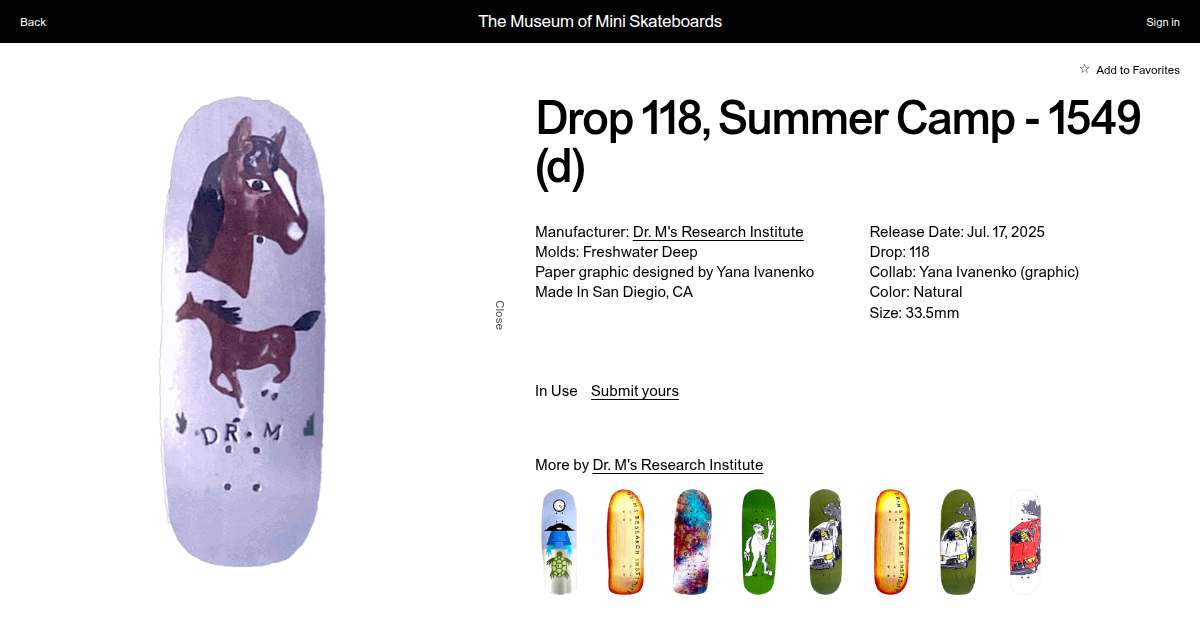 Back
The Museum of Mini Skateboards
Sign in
☆ Add to Favorites
Drop 118, Summer Camp - 1549
(d)
Manufacturer: Dr. M's Research Institute
Molds: Freshwater Deep
Paper graphic designed by Yana Ivanenko
Made In San Diegio, CA
Release Date: Jul. 17, 2025
Drop: 118
Collab: Yana Ivanenko (graphic)
Color: Natural
Size: 33.5mm
DR. M
Close
In Use Submit yours
More by Dr. M's Research Institute